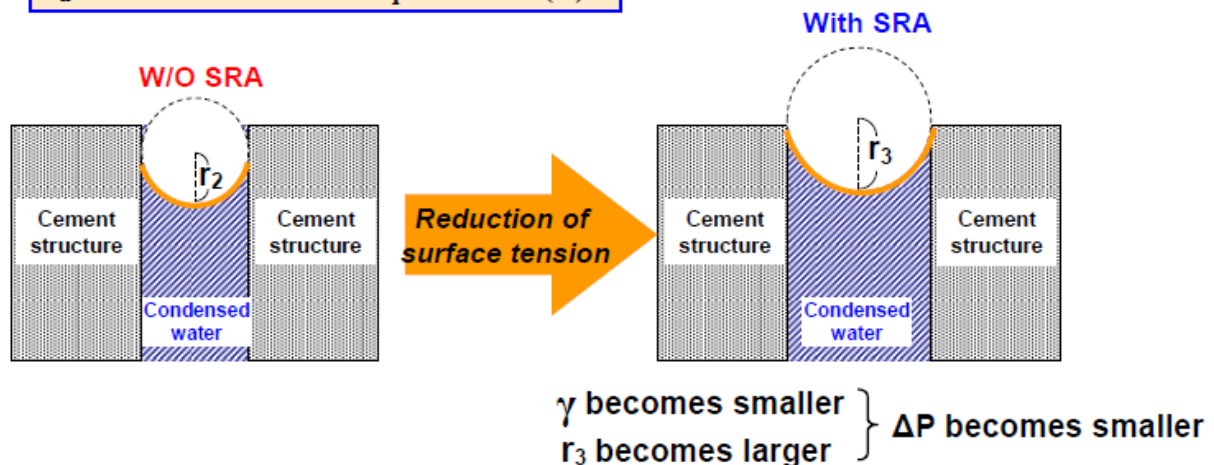 With SRA
W/O SRA
r₂
r₃
Cement
structure
Cement
structure
Reduction of
surface tension
Cement
structure
Cement
structure
Condensed
water
Condensed
water
γ becomes smaller
r₃ becomes larger
ΔP becomes smaller